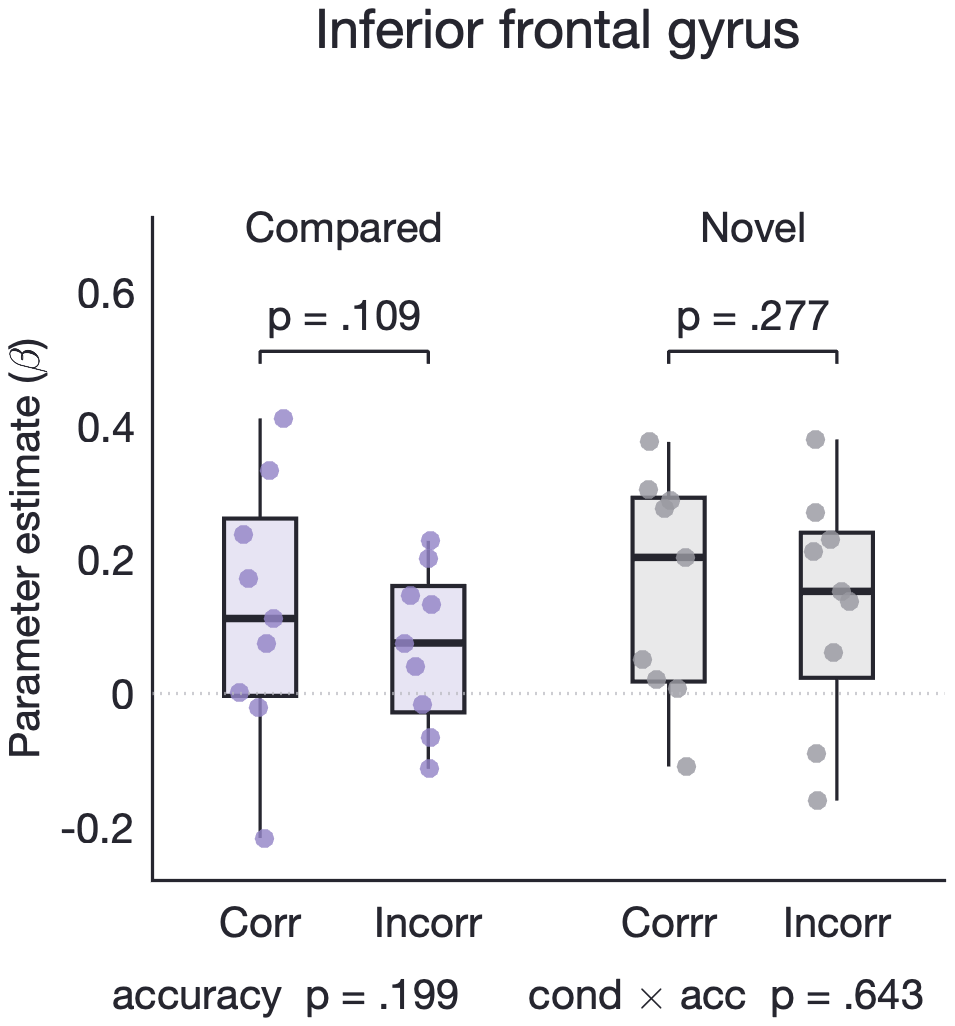 Inferior frontal gyrus
Compared Novel
0.6
p = .109 p = .277
0.4
0.2
0
-0.2
Parameter estimate (β)
Corr Incorr Corrr Incorr
accuracy p = .199 cond × acc p = .643